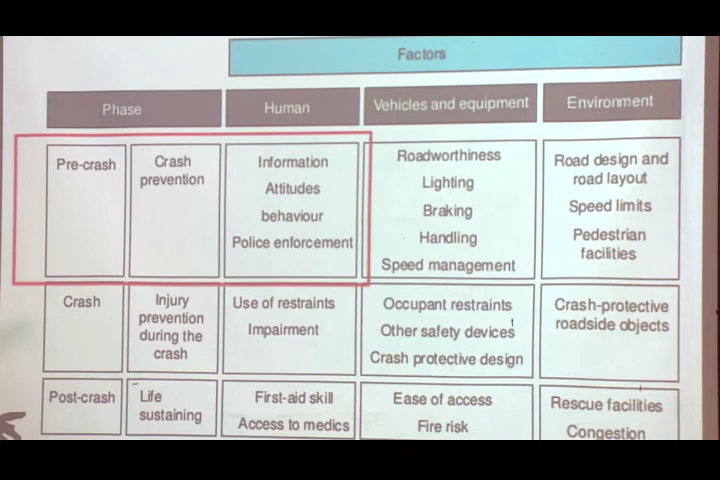 Factors
Phase
Human
Vehicles and equipment
Environment
Pre-crash
Crash
prevention
Information
Attitudes
behaviour
Police enforcement
Roadworthiness
Lighting
Braking
Handling
Speed management
Road design and
road layout
Speed limits
Pedestrian
facilities
Crash
Injury
prevention
during the
crash
Use of restraints
Impairment
Occupant restraints
Other safety devices
Crash protective design
Crash-protective
roadside objects
Post-crash
Life
sustaining
First-aid skill
Access to medics
Ease of access
Fire risk
Rescue facilities
Congestion